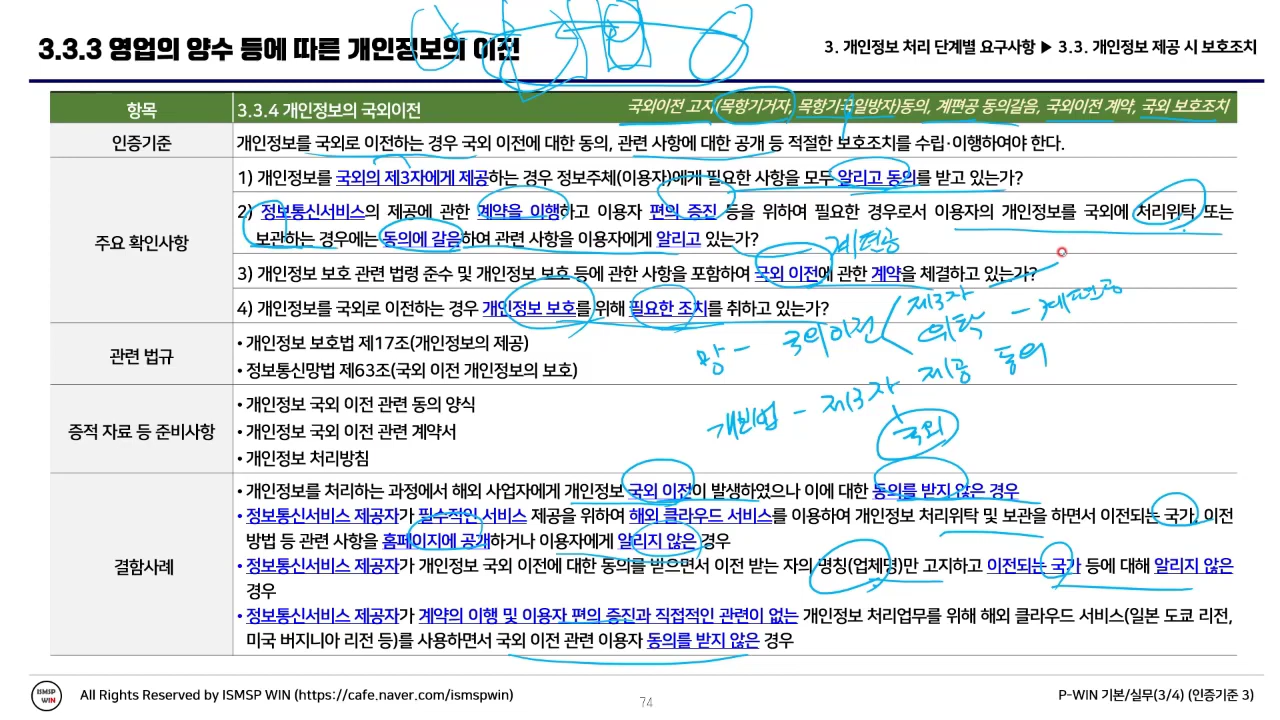 3.3.3 영업의 양수 등에 따른 개인정보의 이전
3. 개인정보 처리 단계별 요구사항 ▶ 3.3. 개인정보 제공 시 보호조치
항목
3.3.4 개인정보의 국외이전
국외이전 고지(목항기거자, 목항기국일방자)동의, 계편공 동의갈음, 국외이전 계약, 국외 보호조치
인증기준
개인정보를 국외로 이전하는 경우 국외 이전에 대한 동의, 관련 사항에 대한 공개 등 적절한 보호조치를 수립·이행하여야 한다.
주요 확인사항
1) 개인정보를 국외의 제3자에게 제공하는 경우 정보주체(이용자)에게 필요한 사항을 모두 알리고 동의를 받고 있는가?
2) 정보통신서비스의 제공에 관한 계약을 이행하고 이용자 편의 증진 등을 위하여 필요한 경우로서 이용자의 개인정보를 국외에 처리위탁 또는
보관하는 경우에는 동의에 갈음하여 관련 사항을 이용자에게 알리고 있는가?
계편공
3) 개인정보 보호 관련 법령 준수 및 개인정보 보호 등에 관한 사항을 포함하여 국외 이전에 관한 계약을 체결하고 있는가?
4) 개인정보를 국외로 이전하는 경우 개인정보 보호를 위해 필요한 조치를 취하고 있는가?
제3자
망 - 국외이전 위탁 - 계편공
관련 법규
• 개인정보 보호법 제17조(개인정보의 제공)
• 정보통신망법 제63조(국외 이전 개인정보의 보호)
개보법 - 제3자 제공 동의
국외
증적 자료 등 준비사항
• 개인정보 국외 이전 관련 동의 양식
• 개인정보 국외 이전 관련 계약서
• 개인정보 처리방침
결함사례
• 개인정보를 처리하는 과정에서 해외 사업자에게 개인정보 국외 이전이 발생하였으나 이에 대한 동의를 받지 않은 경우
• 정보통신서비스 제공자가 필수적인 서비스 제공을 위하여 해외 클라우드 서비스를 이용하여 개인정보 처리위탁 및 보관을 하면서 이전되는 국가, 이전
방법 등 관련 사항을 홈페이지에 공개하거나 이용자에게 알리지 않은 경우
• 정보통신서비스 제공자가 개인정보 국외 이전에 대한 동의를 받으면서 이전 받는 자의 명칭(업체명)만 고지하고 이전되는 국가 등에 대해 알리지 않은
경우
• 정보통신서비스 제공자가 계약의 이행 및 이용자 편의 증진과 직접적인 관련이 없는 개인정보 처리업무를 위해 해외 클라우드 서비스(일본 도쿄 리전,
미국 버지니아 리전 등)를 사용하면서 국외 이전 관련 이용자 동의를 받지 않은 경우
ISMSP
WIN
All Rights Reserved by ISMSP WIN (https://cafe.naver.com/ismspwin)
74
P-WIN 기본/실무(3/4) (인증기준 3)